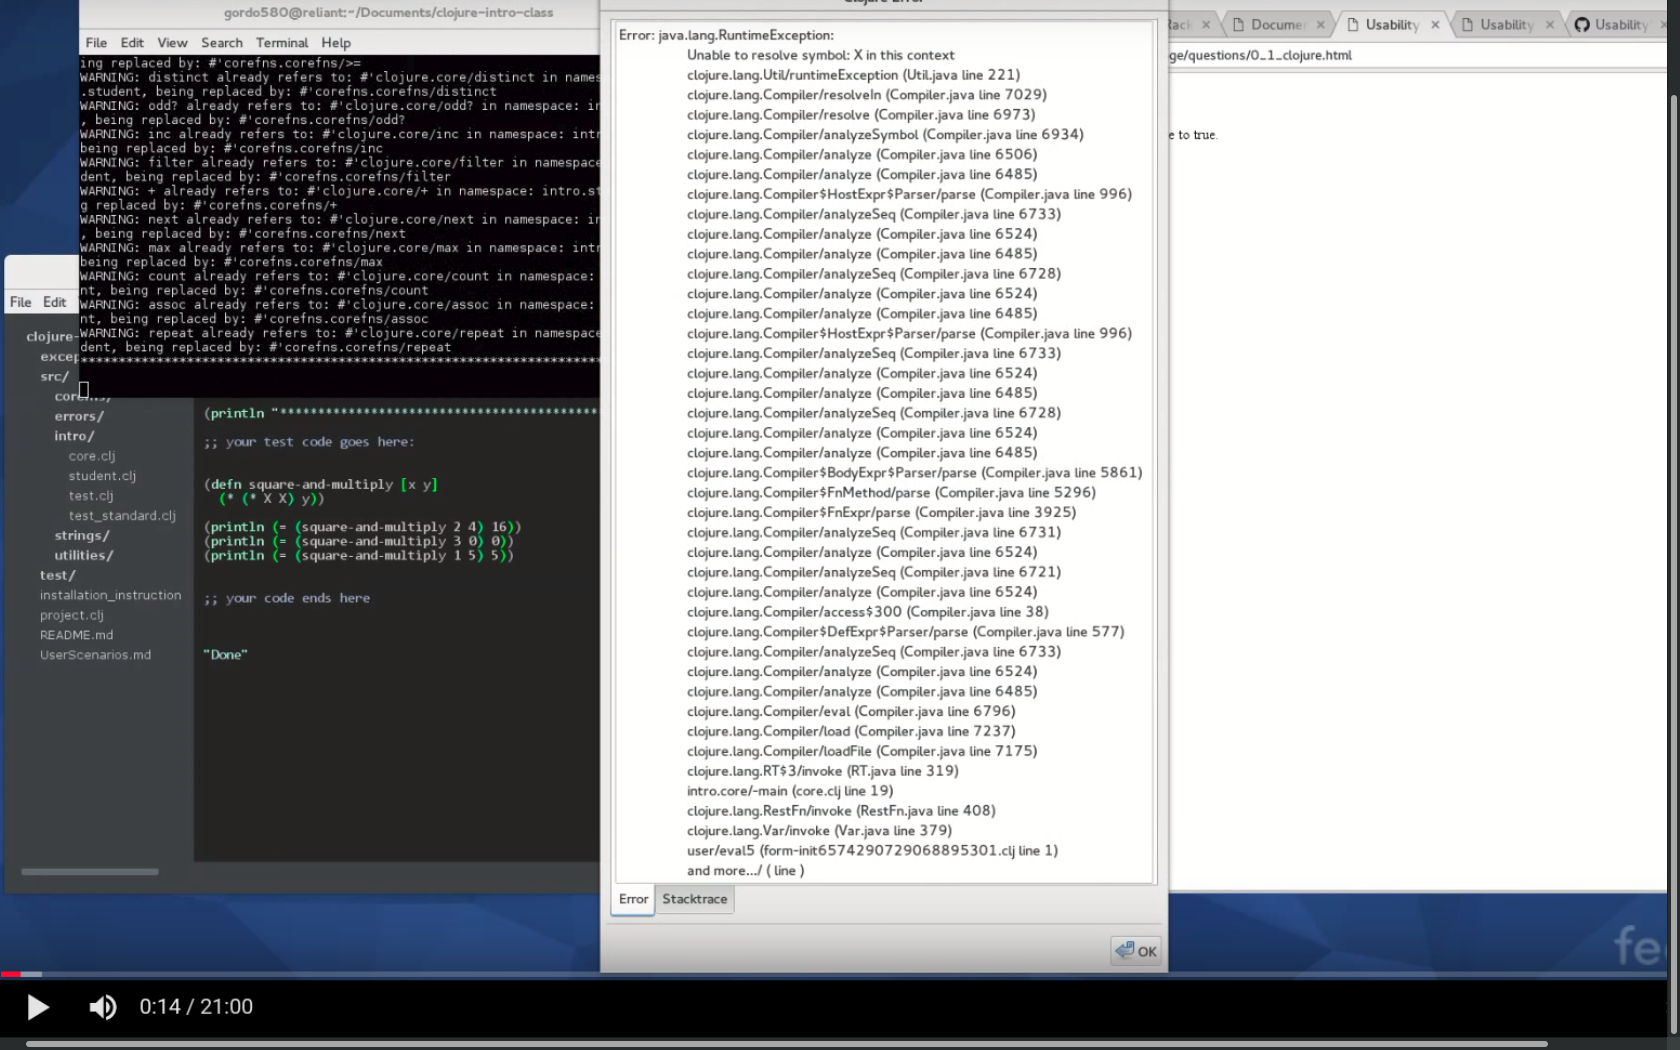 gordo580@reliant:~/Documents/clojure-intro-class
File Edit View Search Terminal Help
ing replaced by: #'corefns.corefns/>=
WARNING: distinct already refers to: #'clojure.core/distinct in names
.student, being replaced by: #'corefns.corefns/distinct
WARNING: odd? already refers to: #'clojure.core/odd? in namespace: in
, being replaced by: #'corefns.corefns/odd?
WARNING: inc already refers to: #'clojure.core/inc in namespace: intr
being replaced by: #'corefns.corefns/inc
WARNING: filter already refers to: #'clojure.core/filter in namespace
dent, being replaced by: #'corefns.corefns/filter
WARNING: + already refers to: #'clojure.core/+ in namespace: intro.st
g replaced by: #'corefns.corefns/+
WARNING: next already refers to: #'clojure.core/next in namespace: in
, being replaced by: #'corefns.corefns/next
WARNING: max already refers to: #'clojure.core/max in namespace: intr
being replaced by: #'corefns.corefns/max
WARNING: count already refers to: #'clojure.core/count in namespace:
nt, being replaced by: #'corefns.corefns/count
WARNING: assoc already refers to: #'clojure.core/assoc in namespace:
nt, being replaced by: #'corefns.corefns/assoc
WARNING: repeat already refers to: #'clojure.core/repeat in namespace
dent, being replaced by: #'corefns.corefns/repeat
File Edit
clojure-
excep
src/
errors/
intro/
core.clj
student.clj
test.clj
test_standard.clj
strings/
utilities/
test/
installation_instruction
project.clj
README.md
UserScenarios.md
(println "******************************************
;; your test code goes here:
(defn square-and-multiply [x y]
(* (* X X) y))
(println (= (square-and-multiply 2 4) 16))
(println (= (square-and-multiply 3 0) 0))
(println (= (square-and-multiply 1 5) 5))
;; your code ends here
"Done"
Clojure Error
Error: java.lang.RuntimeException:
Unable to resolve symbol: X in this context
clojure.lang.Util/runtimeException (Util.java line 221)
clojure.lang.Compiler/resolveIn (Compiler.java line 7029)
clojure.lang.Compiler/resolve (Compiler.java line 6973)
clojure.lang.Compiler/analyzeSymbol (Compiler.java line 6934)
clojure.lang.Compiler/analyze (Compiler.java line 6506)
clojure.lang.Compiler/analyze (Compiler.java line 6485)
clojure.lang.Compiler$HostExpr$Parser/parse (Compiler.java line 996)
clojure.lang.Compiler/analyzeSeq (Compiler.java line 6733)
clojure.lang.Compiler/analyze (Compiler.java line 6524)
clojure.lang.Compiler/analyze (Compiler.java line 6485)
clojure.lang.Compiler/analyzeSeq (Compiler.java line 6728)
clojure.lang.Compiler/analyze (Compiler.java line 6524)
clojure.lang.Compiler/analyze (Compiler.java line 6485)
clojure.lang.Compiler$HostExpr$Parser/parse (Compiler.java line 996)
clojure.lang.Compiler/analyzeSeq (Compiler.java line 6733)
clojure.lang.Compiler/analyze (Compiler.java line 6524)
clojure.lang.Compiler/analyze (Compiler.java line 6485)
clojure.lang.Compiler/analyzeSeq (Compiler.java line 6728)
clojure.lang.Compiler/analyze (Compiler.java line 6524)
clojure.lang.Compiler/analyze (Compiler.java line 6485)
clojure.lang.Compiler$BodyExpr$Parser/parse (Compiler.java line 5861)
clojure.lang.Compiler$FnMethod/parse (Compiler.java line 5296)
clojure.lang.Compiler$FnExpr/parse (Compiler.java line 3925)
clojure.lang.Compiler/analyzeSeq (Compiler.java line 6731)
clojure.lang.Compiler/analyze (Compiler.java line 6524)
clojure.lang.Compiler/analyzeSeq (Compiler.java line 6721)
clojure.lang.Compiler/analyze (Compiler.java line 6524)
clojure.lang.Compiler/access$300 (Compiler.java line 38)
clojure.lang.Compiler$DefExpr$Parser/parse (Compiler.java line 577)
clojure.lang.Compiler/analyzeSeq (Compiler.java line 6733)
clojure.lang.Compiler/analyze (Compiler.java line 6524)
clojure.lang.Compiler/analyze (Compiler.java line 6485)
clojure.lang.Compiler/eval (Compiler.java line 6796)
clojure.lang.Compiler/load (Compiler.java line 7237)
clojure.lang.Compiler/loadFile (Compiler.java line 7175)
clojure.lang.RT$3/invoke (RT.java line 319)
intro.core/-main (core.clj line 19)
clojure.lang.RestFn/invoke (RestFn.java line 408)
clojure.lang.Var/invoke (Var.java line 379)
user/eval5 (form-init6574290729068895301.clj line 1)
and more.../ ( line )
Error Stacktrace
OK
Docume Usability Usability Usability
ge/questions/0_1_clojure.html
e to true.
fe
0:14 / 21:00